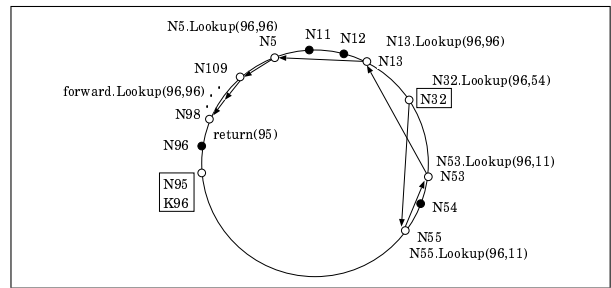 N5.Lookup(96,96)
N11
N12
N5
N13.Lookup(96,96)
N13
N109
N32.Lookup(96,54)
forward.Lookup(96,96)
N32
N98
return(95)
N96
N53.Lookup(96,11)
N53
N95
K96
N54
N55
N55.Lookup(96,11)